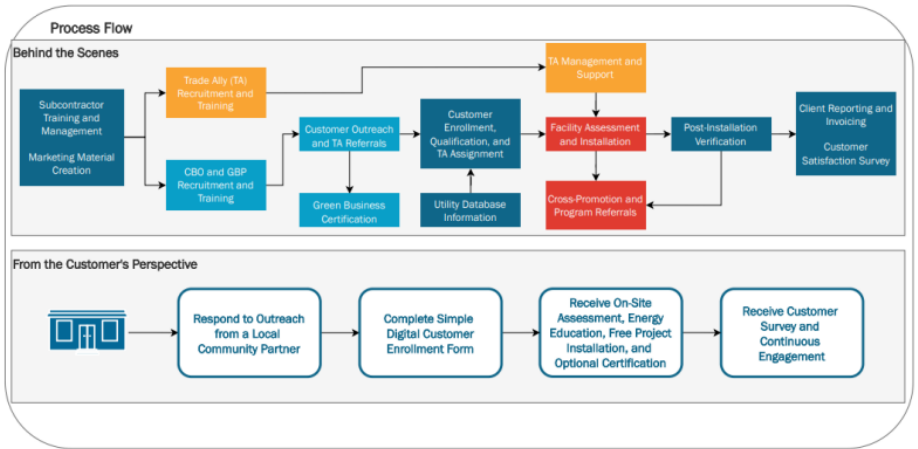 Process Flow
Behind the Scenes
Subcontractor
Training and
Management
Marketing Material
Creation
Trade Ally (TA)
Recruitment and
Training
CBO and GBP
Recruitment and
Training
Customer Outreach
and TA Referrals
Green Business
Certification
Customer
Enrollment,
Qualification, and
TA Assignment
Utility Database
Information
TA Management and
Support
Facility Assessment
and Installation
Cross-Promotion and
Program Referrals
Post-Installation
Verification
Client Reporting and
Invoicing
Customer
Satisfaction Survey
From the Customer's Perspective
Respond to Outreach
from a Local
Community Partner
Complete Simple
Digital Customer
Enrollment Form
Receive On-Site
Assessment, Energy
Education, Free Project
Installation, and
Optional Certification
Receive Customer
Survey and
Continuous
Engagement